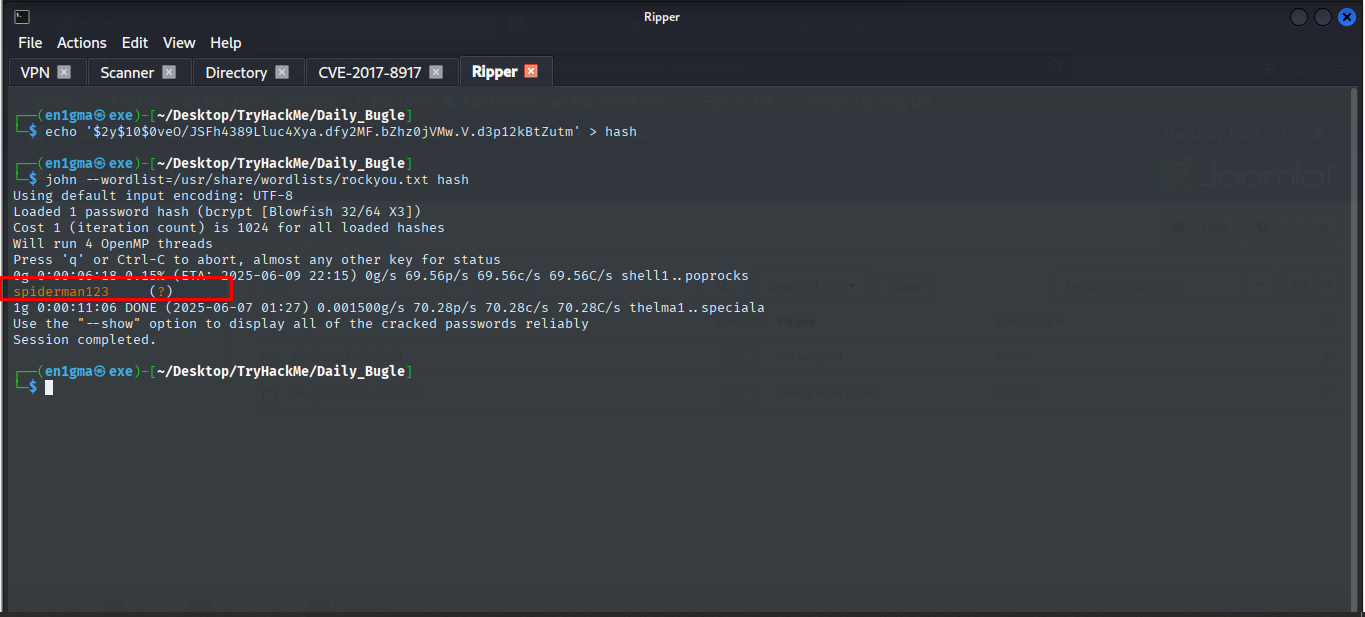 Ripper
File Actions Edit View Help
VPN Scanner Directory CVE-2017-8917 Ripper
┌──(en1gma㉿exe)-[~/Desktop/TryHackMe/Daily_Bugle]
└─$ echo '$2y$10$0veO/JSFh4389Lluc4Xya.dfy2MF.bZhz0jVMw.V.d3p12kBtZutm' > hash
┌──(en1gma㉿exe)-[~/Desktop/TryHackMe/Daily_Bugle]
└─$ john --wordlist=/usr/share/wordlists/rockyou.txt hash
Using default input encoding: UTF-8
Loaded 1 password hash (bcrypt [Blowfish 32/64 X3])
Cost 1 (iteration count) is 1024 for all loaded hashes
Will run 4 OpenMP threads
Press 'q' or Ctrl-C to abort, almost any other key for status
0g 0:00:06:18 0.15% (ETA: 2025-06-09 22:15) 0g/s 69.56p/s 69.56c/s 69.56C/s shell1..poprocks
spiderman123 (?)
1g 0:00:11:06 DONE (2025-06-07 01:27) 0.001500g/s 70.28p/s 70.28c/s 70.28C/s thelma1..speciala
Use the "--show" option to display all of the cracked passwords reliably
Session completed.
┌──(en1gma㉿exe)-[~/Desktop/TryHackMe/Daily_Bugle]
└─$
Joomla!